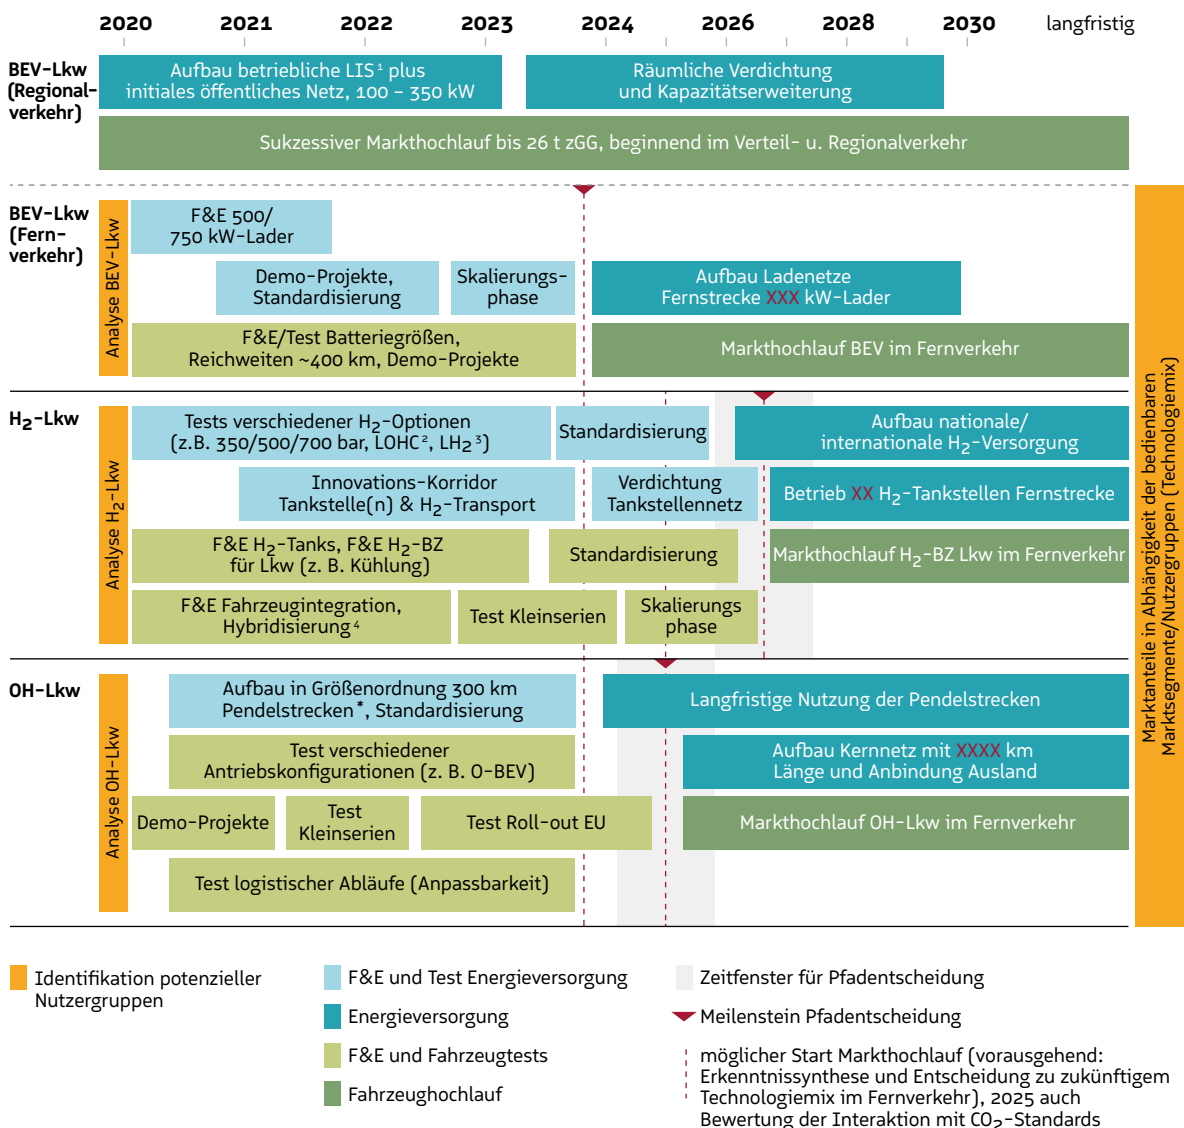 2020 2021 2022 2023 2024 2026 2028 2030 langfristig
BEV-Lkw
(Regional-
verkehr)
Aufbau betriebliche LIS¹ plus
initiales öffentliches Netz, 100 – 350 kW
Räumliche Verdichtung
und Kapazitätserweiterung
Sukzessiver Markthochlauf bis 26 t zGG, beginnend im Verteil- u. Regionalverkehr
BEV-Lkw
(Fern-
verkehr)
Analyse BEV-Lkw
F&E 500/
750 kW-Lader
Demo-Projekte,
Standardisierung
Skalierungs-
phase
Aufbau Ladenetze
Fernstrecke XXX kW-Lader
F&E/Test Batteriegrößen,
Reichweiten ~400 km, Demo-Projekte
Markthochlauf BEV im Fernverkehr
H₂-Lkw
Analyse H₂-Lkw
Tests verschiedener H₂-Optionen
(z.B. 350/500/700 bar, LOHC², LH₂³)
Standardisierung
Aufbau nationale/
internationale H₂-Versorgung
Innovations-Korridor
Tankstelle(n) & H₂-Transport
Verdichtung
Tankstellennetz
Betrieb XX H₂-Tankstellen Fernstrecke
F&E H₂-Tanks, F&E H₂-BZ
für Lkw (z. B. Kühlung)
Standardisierung
Markthochlauf H₂-BZ Lkw im Fernverkehr
F&E Fahrzeugintegration,
Hybridisierung⁴
Test Kleinserien
Skalierungs
phase
OH-Lkw
Analyse OH-Lkw
Aufbau in Größenordnung 300 km
Pendelstrecken*, Standardisierung
Langfristige Nutzung der Pendelstrecken
Test verschiedener
Antriebskonfigurationen (z. B. O-BEV)
Aufbau Kernnetz mit XXXX km
Länge und Anbindung Ausland
Demo-Projekte
Test
Kleinserien
Test Roll-out EU
Markthochlauf OH-Lkw im Fernverkehr
Test logistischer Abläufe (Anpassbarkeit)
Marktanteile in Abhängigkeit der bedienbaren
Marktsegmente/Nutzergruppen (Technologiemix)
Identifikation potenzieller
Nutzergruppen
F&E und Test Energieversorgung
Energieversorgung
F&E und Fahrzeugtests
Fahrzeughochlauf
Zeitfenster für Pfadentscheidung
Meilenstein Pfadentscheidung
möglicher Start Markthochlauf (vorausgehend:
Erkenntnissynthese und Entscheidung zu zukünftigem
Technologiemix im Fernverkehr), 2025 auch
Bewertung der Interaktion mit CO₂-Standards